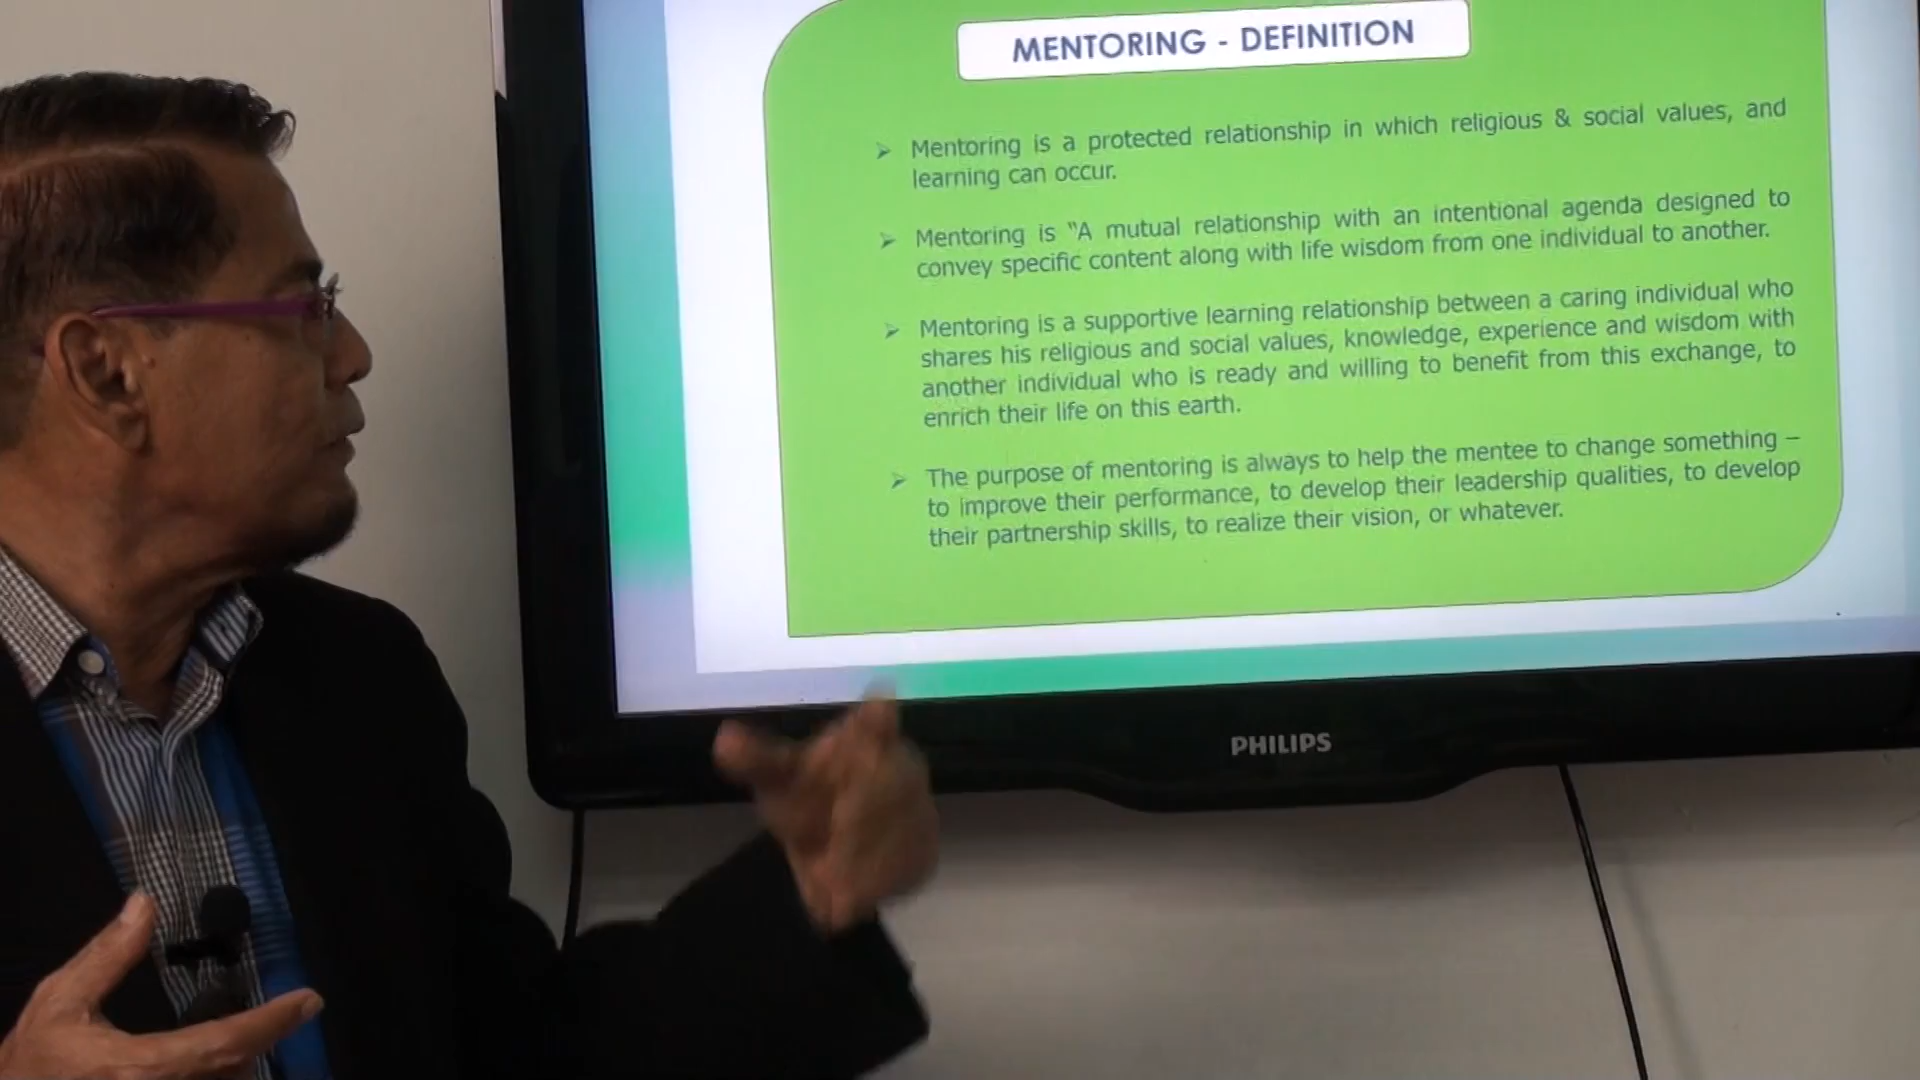 MENTORING - DEFINITION
Mentoring is a protected relationship in which religious & social values, and
learning can occur.
Mentoring is “A mutual relationship with an intentional agenda designed to
convey specific content along with life wisdom from one individual to another.
Mentoring is a supportive learning relationship between a caring individual who
shares his religious and social values, knowledge, experience and wisdom with
another individual who is ready and willing to benefit from this exchange, to
enrich their life on this earth.
The purpose of mentoring is always to help the mentee to change something –
to improve their performance, to develop their leadership qualities, to develop
their partnership skills, to realize their vision, or whatever.
PHILIPS